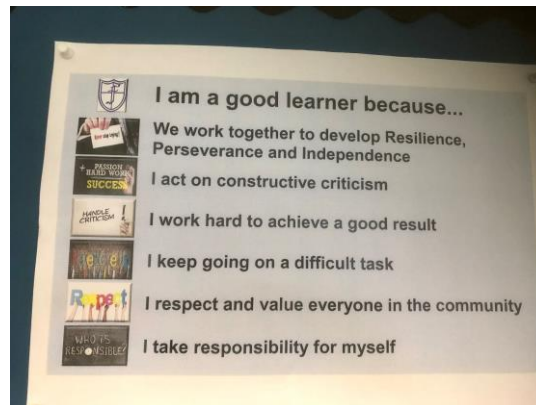 I am a good learner because...
We work together to develop Resilience,
Perseverance and Independence
PASSION
HARD WORK
SUCCESS
I act on constructive criticism
HANDLE
CRITICISM
I work hard to achieve a good result
I keep going on a difficult task
Respect
I respect and value everyone in the community
WHO IS
RESPONSIBLE?
I take responsibility for myself